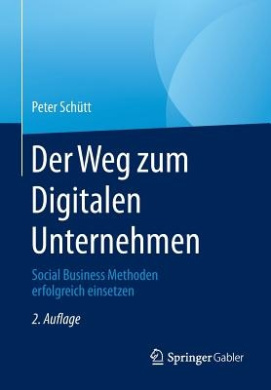 Peter Schütt
Der Weg zum
Digitalen
Unternehmen
Social Business Methoden
erfolgreich einsetzen
2. Auflage
Springer Gabler